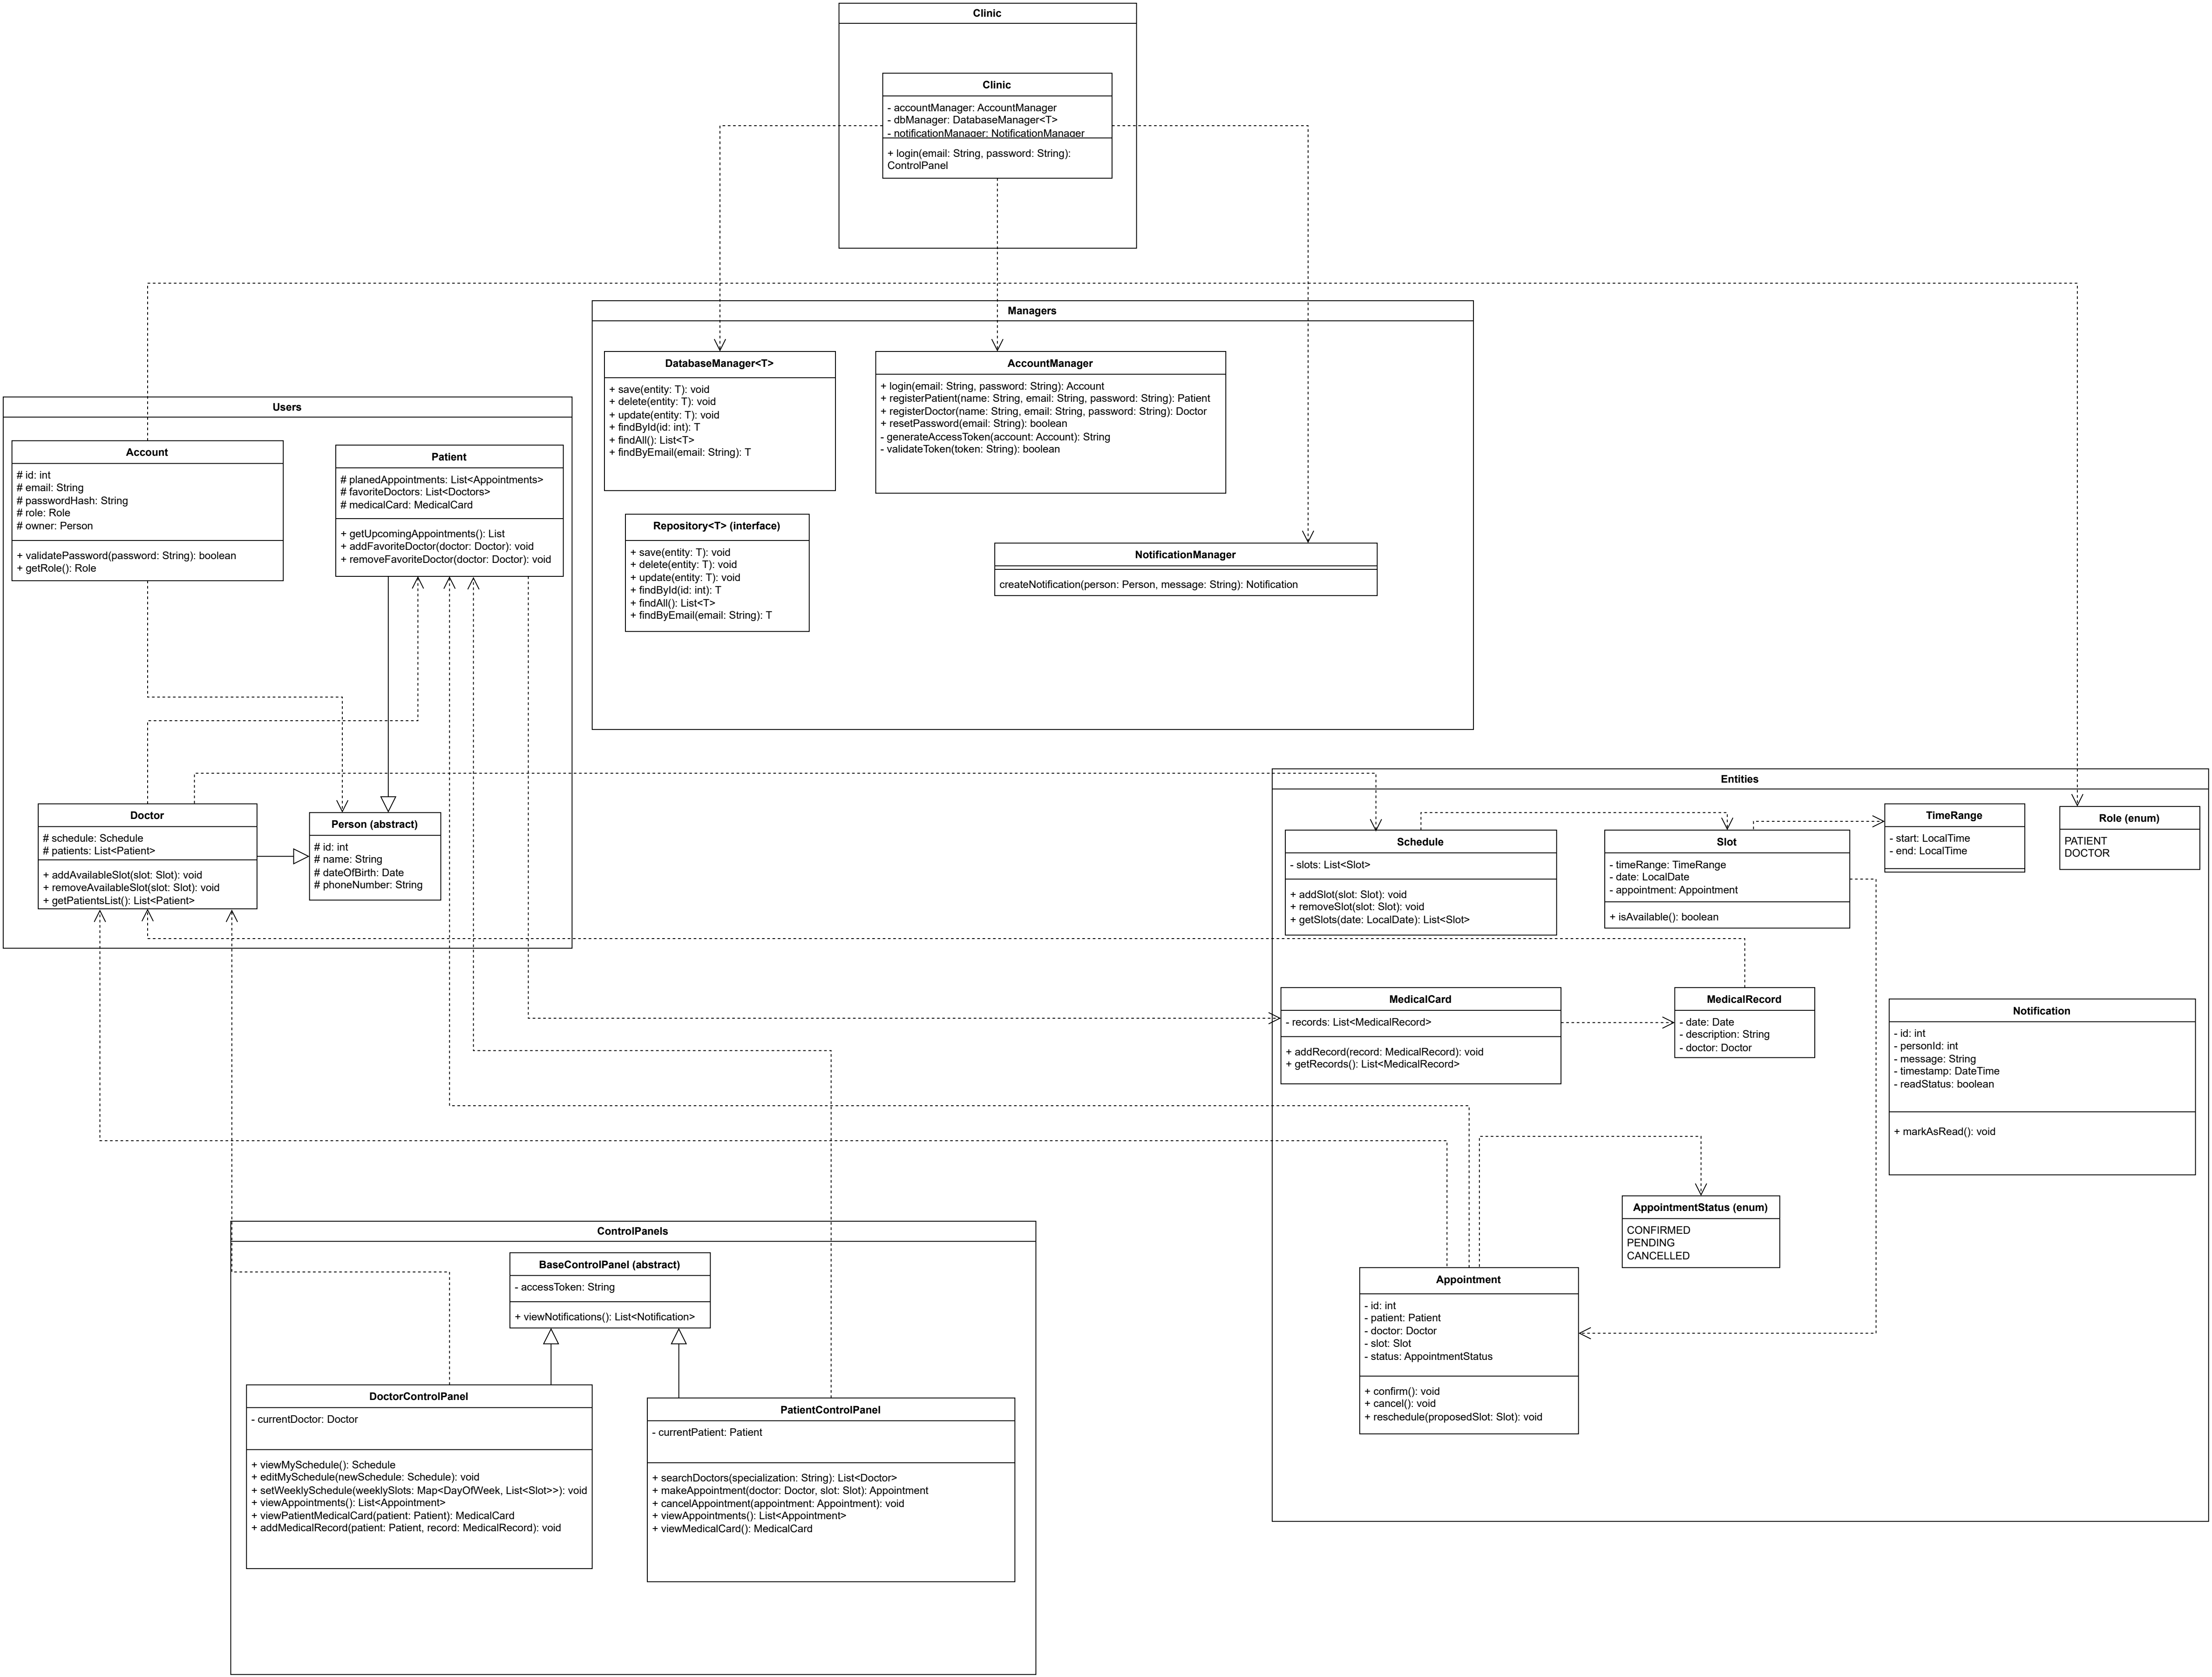 Clinic
Clinic
- accountManager: AccountManager
- dbManager: DatabaseManager<T>
- notificationManager: NotificationManager
+ login(email: String, password: String):
ControlPanel
Managers
DatabaseManager<T>
+ save(entity: T): void
+ delete(entity: T): void
+ update(entity: T): void
+ findById(id: int): T
+ findAll(): List<T>
+ findByEmail(email: String): T
AccountManager
+ login(email: String, password: String): Account
+ registerPatient(name: String, email: String, password: String): Patient
+ registerDoctor(name: String, email: String, password: String): Doctor
+ resetPassword(email: String): boolean
- generateAccessToken(account: Account): String
- validateToken(token: String): boolean
Repository<T> (interface)
+ save(entity: T): void
+ delete(entity: T): void
+ update(entity: T): void
+ findById(id: int): T
+ findAll(): List<T>
+ findByEmail(email: String): T
NotificationManager
createNotification(person: Person, message: String): Notification
Users
Account
# id: int
# email: String
# passwordHash: String
# role: Role
# owner: Person
+ validatePassword(password: String): boolean
+ getRole(): Role
Patient
# planedAppointments: List<Appointments>
# favoriteDoctors: List<Doctors>
# medicalCard: MedicalCard
+ getUpcomingAppointments(): List
+ addFavoriteDoctor(doctor: Doctor): void
+ removeFavoriteDoctor(doctor: Doctor): void
Doctor
# schedule: Schedule
# patients: List<Patient>
+ addAvailableSlot(slot: Slot): void
+ removeAvailableSlot(slot: Slot): void
+ getPatientsList(): List<Patient>
Person (abstract)
# id: int
# name: String
# dateOfBirth: Date
# phoneNumber: String
Entities
Schedule
- slots: List<Slot>
+ addSlot(slot: Slot): void
+ removeSlot(slot: Slot): void
+ getSlots(date: LocalDate): List<Slot>
Slot
- timeRange: TimeRange
- date: LocalDate
- appointment: Appointment
+ isAvailable(): boolean
TimeRange
- start: LocalTime
- end: LocalTime
Role (enum)
PATIENT
DOCTOR
MedicalCard
- records: List<MedicalRecord>
+ addRecord(record: MedicalRecord): void
+ getRecords(): List<MedicalRecord>
MedicalRecord
- date: Date
- description: String
- doctor: Doctor
Notification
- id: int
- personId: int
- message: String
- timestamp: DateTime
- readStatus: boolean
+ markAsRead(): void
AppointmentStatus (enum)
CONFIRMED
PENDING
CANCELLED
Appointment
- id: int
- patient: Patient
- doctor: Doctor
- slot: Slot
- status: AppointmentStatus
+ confirm(): void
+ cancel(): void
+ reschedule(proposedSlot: Slot): void
ControlPanels
BaseControlPanel (abstract)
- accessToken: String
+ viewNotifications(): List<Notification>
DoctorControlPanel
- currentDoctor: Doctor
+ viewMySchedule(): Schedule
+ editMySchedule(newSchedule: Schedule): void
+ setWeeklySchedule(weeklySlots: Map<DayOfWeek, List<Slot>>): void
+ viewAppointments(): List<Appointment>
+ viewPatientMedicalCard(patient: Patient): MedicalCard
+ addMedicalRecord(patient: Patient, record: MedicalRecord): void
PatientControlPanel
- currentPatient: Patient
+ searchDoctors(specialization: String): List<Doctor>
+ makeAppointment(doctor: Doctor, slot: Slot): Appointment
+ cancelAppointment(appointment: Appointment): void
+ viewAppointments(): List<Appointment>
+ viewMedicalCard(): MedicalCard